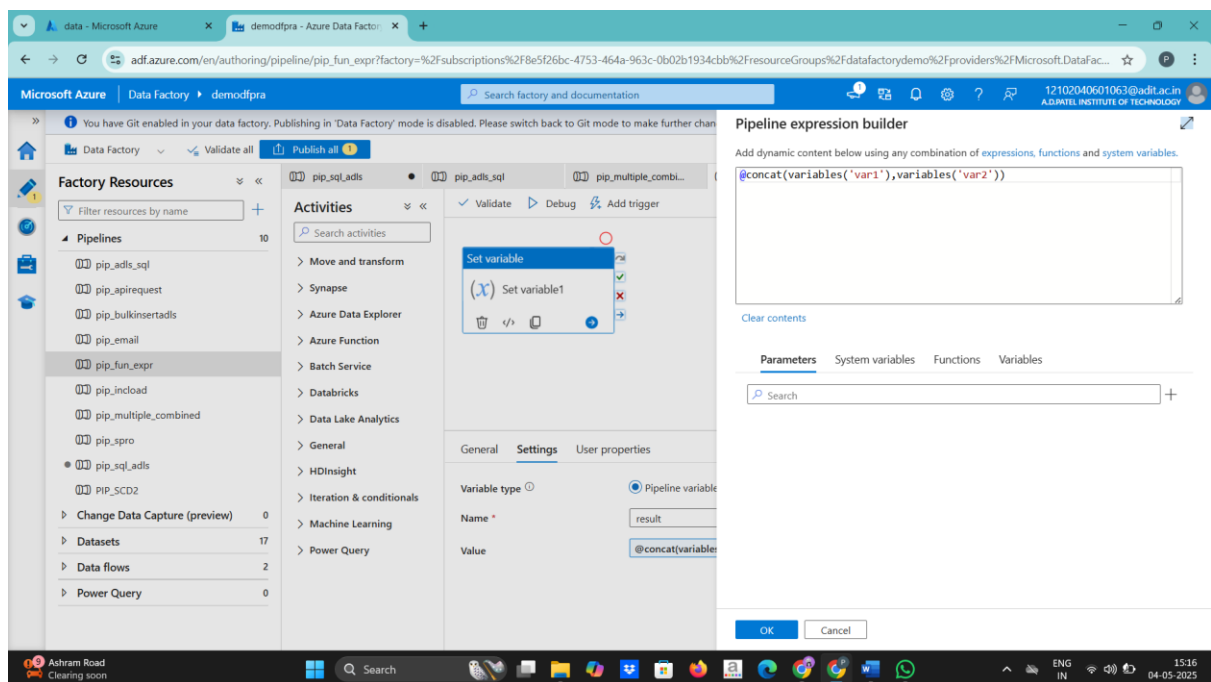 data - Microsoft Azure
demodfpra - Azure Data Factor
adf.azure.com/en/authoring/pipeline/pip_fun_expr?factory=%2Fsubscriptions%2F8e5f26bc-4753-464a-963c-0b02b1934cbb%2FresourceGroups%2Fdatafactorydemo%2Fproviders%2FMicrosoft.DataFac...
P
Microsoft Azure
Data Factory
demodfpra
Search factory and documentation
1
12102040601063@adit.ac.in
A.D.PATEL INSTITUTE OF TECHNOLOGY
You have Git enabled in your data factory. Publishing in 'Data Factory' mode is disabled. Please switch back to Git mode to make further chan
Data Factory
Validate all
Publish all 1
1
Factory Resources
Filter resources by name
Pipelines 10
pip_adls_sql
pip_apirequest
pip_bulkinsertadls
pip_email
pip_fun_expr
pip_incload
pip_multiple_combined
pip_spro
pip_sql_adls
PIP_SCD2
Change Data Capture (preview) 0
Datasets 17
Data flows 2
Power Query 0
pip_sql_adls
pip_adls_sql
pip_multiple_combi...
Activities
Search activities
Move and transform
Synapse
Azure Data Explorer
Azure Function
Batch Service
Databricks
Data Lake Analytics
General
HDInsight
Iteration & conditionals
Machine Learning
Power Query
Validate
Debug
Add trigger
Set variable
(x) Set variable1
General
Settings
User properties
Variable type
Pipeline variable
Name *
result
Value
@concat(variables
Pipeline expression builder
Add dynamic content below using any combination of expressions, functions and system variables.
@concat(variables('var1'),variables('var2'))
Clear contents
Parameters
System variables
Functions
Variables
Search
OK
Cancel
9
Ashram Road
Clearing soon
Search
ENG
IN
15:16
04-05-2025